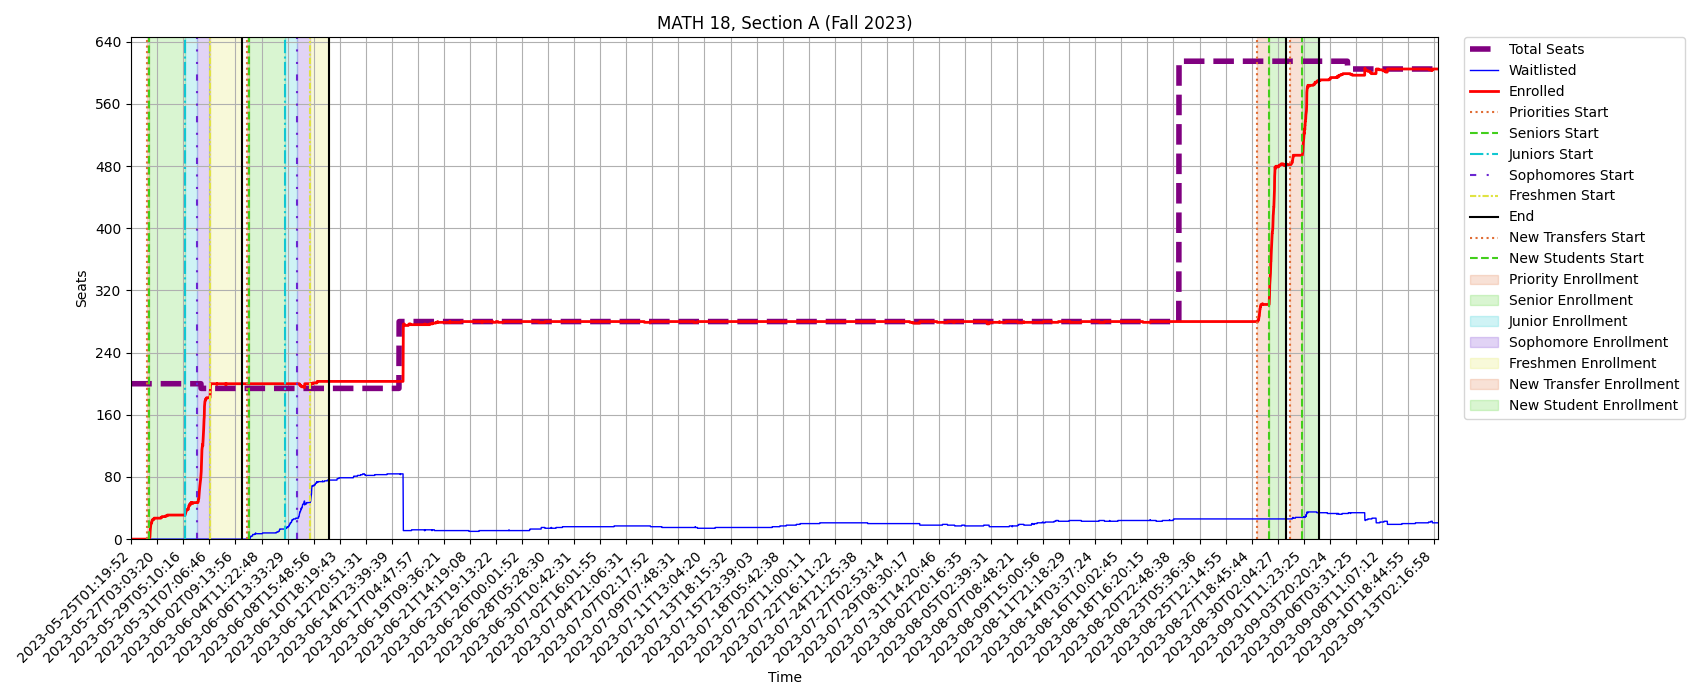 MATH 18, Section A (Fall 2023)
640
560
480
400
320
240
160
80
0
Seats
2023-05-25T01:19:52
2023-05-27T03:03:20
2023-05-29T05:10:16
2023-05-31T07:06:46
2023-06-02T09:13:56
2023-06-04T11:22:48
2023-06-06T13:33:29
2023-06-08T15:48:56
2023-06-10T18:19:43
2023-06-12T20:51:31
2023-06-14T23:39:39
2023-06-17T04:47:57
2023-06-19T09:36:21
2023-06-21T14:19:08
2023-06-23T19:13:22
2023-06-26T00:01:52
2023-06-28T05:28:30
2023-06-30T10:42:31
2023-07-02T16:01:55
2023-07-04T21:06:31
2023-07-07T02:17:52
2023-07-09T07:48:31
2023-07-11T13:04:20
2023-07-13T18:15:32
2023-07-15T23:39:03
2023-07-18T05:42:38
2023-07-20T11:00:11
2023-07-22T16:11:22
2023-07-24T21:25:38
2023-07-27T02:53:14
2023-07-29T08:30:17
2023-07-31T14:20:46
2023-08-02T20:16:35
2023-08-05T02:39:31
2023-08-07T08:48:21
2023-08-09T15:00:56
2023-08-11T21:18:29
2023-08-14T03:37:24
2023-08-16T10:02:45
2023-08-18T16:20:15
2023-08-20T22:48:38
2023-08-23T05:36:36
2023-08-25T12:14:55
2023-08-27T18:45:44
2023-08-30T02:04:27
2023-09-01T11:23:25
2023-09-03T20:20:24
2023-09-06T03:31:25
2023-09-08T11:07:12
2023-09-10T18:44:55
2023-09-13T02:16:58
Time
Total Seats
Waitlisted
Enrolled
Priorities Start
Seniors Start
Juniors Start
Sophomores Start
Freshmen Start
End
New Transfers Start
New Students Start
Priority Enrollment
Senior Enrollment
Junior Enrollment
Sophomore Enrollment
Freshmen Enrollment
New Transfer Enrollment
New Student Enrollment